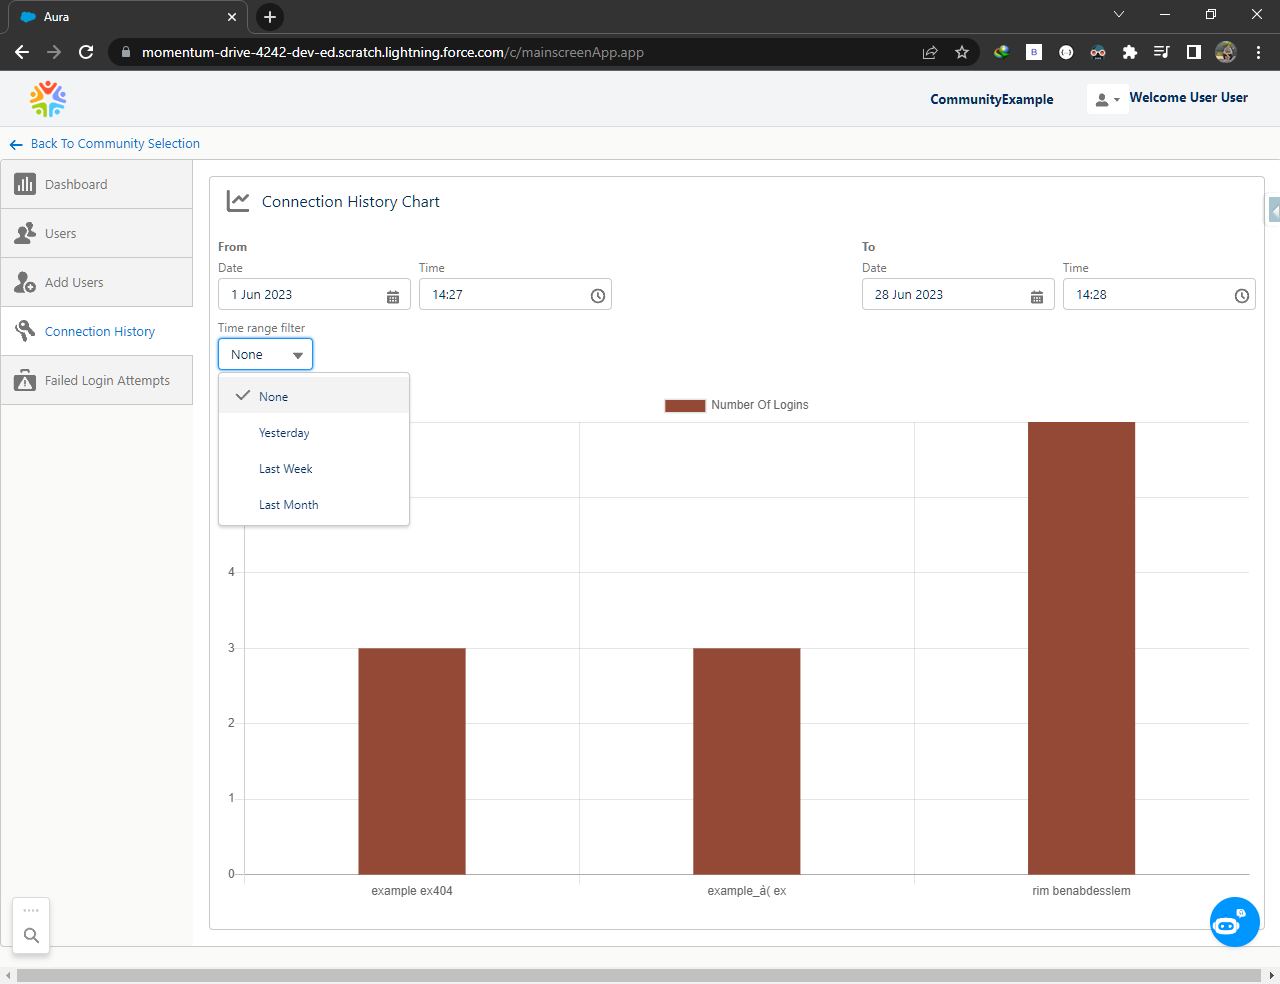 Aura
momentum-drive-4242-dev-ed.scratch.lightning.force.com/c/mainscreenApp.app
CommunityExample
Welcome User User
Back To Community Selection
Dashboard
Users
Add Users
Connection History
Failed Login Attempts
Connection History Chart
From
To
Date
Time
Date
Time
1 Jun 2023
14:27
28 Jun 2023
14:28
Time range filter
None
None
Yesterday
Last Week
Last Month
Number Of Logins
4
3
2
1
0
example ex404
example_à( ex
rim benabdesslem